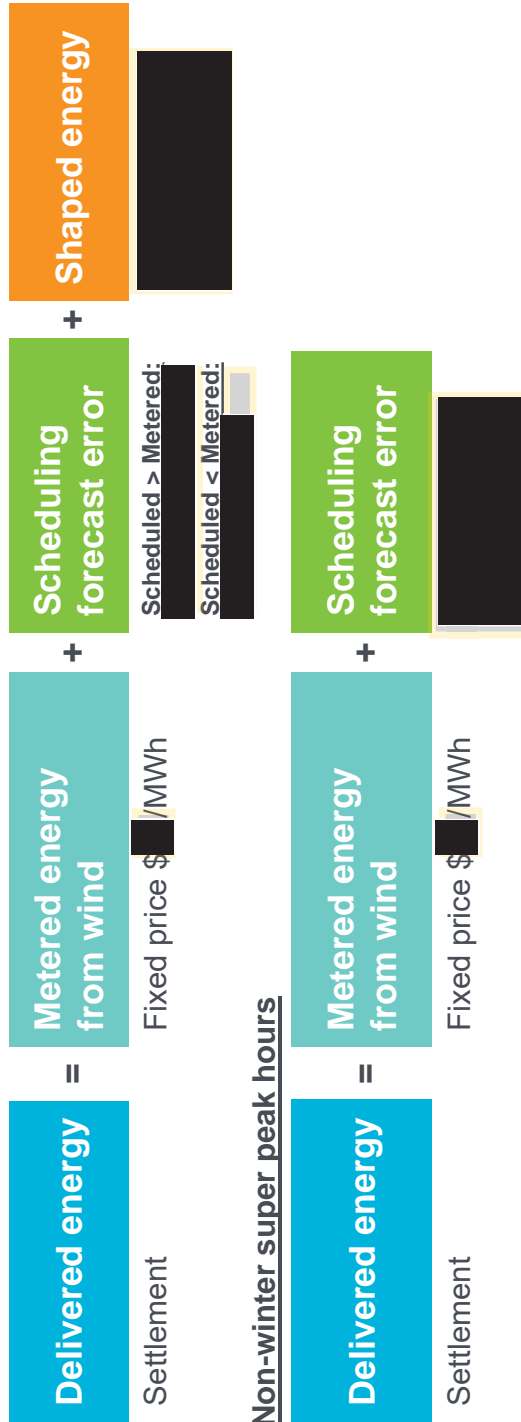 Delivered energy
=
Metered energy
from wind
+
Scheduling
forecast error
+
Shaped energy
Settlement
Fixed price $ /MWh
Scheduled > Metered:
Scheduled < Metered:
Non-winter super peak hours
Delivered energy
=
Metered energy
from wind
+
Scheduling
forecast error
Settlement
Fixed price $ /MWh